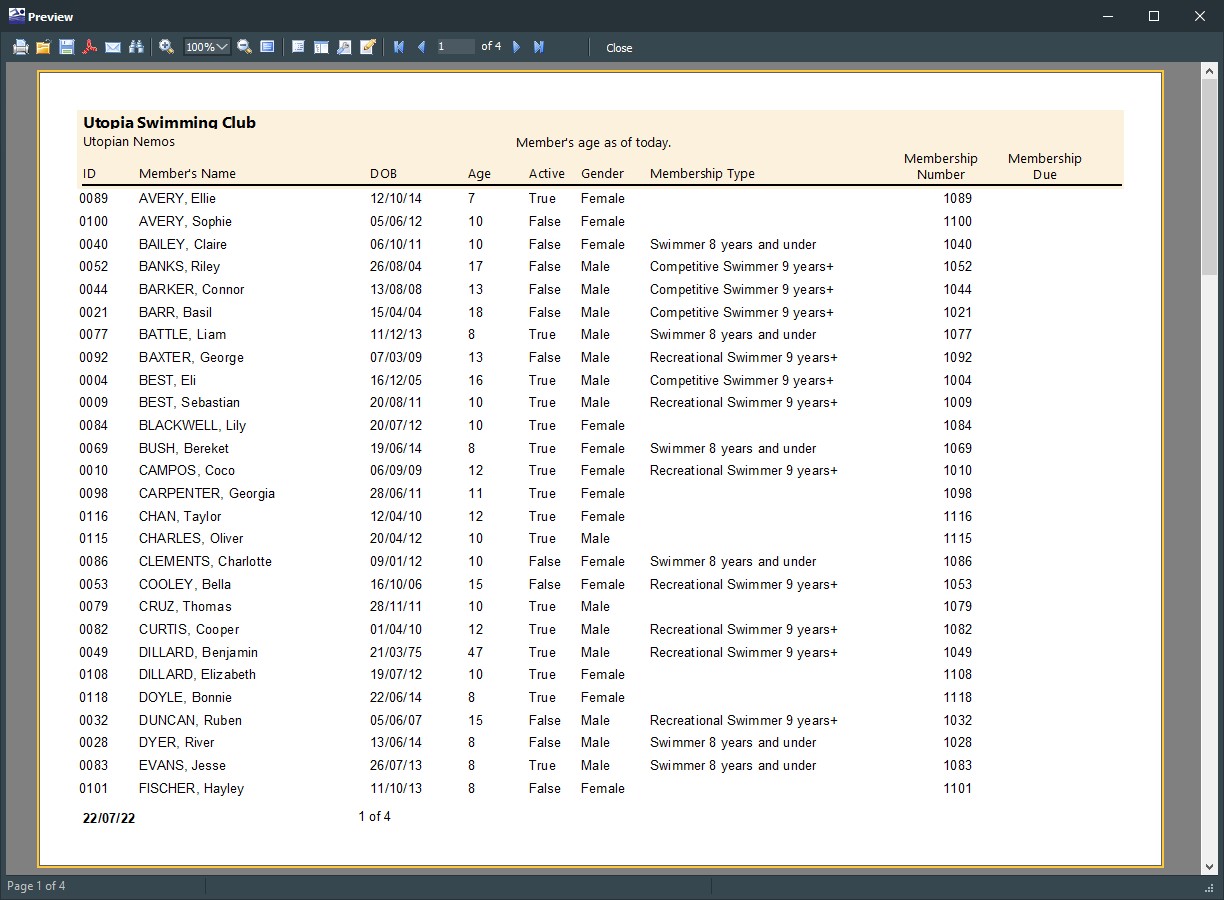 Preview
100%
1 of 4
Close
Utopia Swimming Club
Utopian Nemos Member's age as of today.
ID Member's Name DOB Age Active Gender Membership Type Membership Number Membership Due
0089 AVERY, Ellie 12/10/14 7 True Female 1089
0100 AVERY, Sophie 05/06/12 10 False Female 1100
0040 BAILEY, Claire 06/10/11 10 False Female Swimmer 8 years and under 1040
0052 BANKS, Riley 26/08/04 17 False Male Competitive Swimmer 9 years+ 1052
0044 BARKER, Connor 13/08/08 13 False Male Competitive Swimmer 9 years+ 1044
0021 BARR, Basil 15/04/04 18 False Male Competitive Swimmer 9 years+ 1021
0077 BATTLE, Liam 11/12/13 8 True Male Swimmer 8 years and under 1077
0092 BAXTER, George 07/03/09 13 False Male Recreational Swimmer 9 years+ 1092
0004 BEST, Eli 16/12/05 16 True Male Competitive Swimmer 9 years+ 1004
0009 BEST, Sebastian 20/08/11 10 True Male Recreational Swimmer 9 years+ 1009
0084 BLACKWELL, Lily 20/07/12 10 True Female 1084
0069 BUSH, Bereket 19/06/14 8 True Female Swimmer 8 years and under 1069
0010 CAMPOS, Coco 06/09/09 12 True Female Recreational Swimmer 9 years+ 1010
0098 CARPENTER, Georgia 28/06/11 11 True Female 1098
0116 CHAN, Taylor 12/04/10 12 True Female 1116
0115 CHARLES, Oliver 20/04/12 10 True Male 1115
0086 CLEMENTS, Charlotte 09/01/12 10 False Female Swimmer 8 years and under 1086
0053 COOLEY, Bella 16/10/06 15 False Female Recreational Swimmer 9 years+ 1053
0079 CRUZ, Thomas 28/11/11 10 True Male 1079
0082 CURTIS, Cooper 01/04/10 12 True Male Recreational Swimmer 9 years+ 1082
0049 DILLARD, Benjamin 21/03/75 47 True Male Recreational Swimmer 9 years+ 1049
0108 DILLARD, Elizabeth 19/07/12 10 True Female 1108
0118 DOYLE, Bonnie 22/06/14 8 True Female 1118
0032 DUNCAN, Ruben 05/06/07 15 False Male Recreational Swimmer 9 years+ 1032
0028 DYER, River 13/06/14 8 False Male Swimmer 8 years and under 1028
0083 EVANS, Jesse 26/07/13 8 True Male Swimmer 8 years and under 1083
0101 FISCHER, Hayley 11/10/13 8 False Female 1101
22/07/22 1 of 4
Page 1 of 4